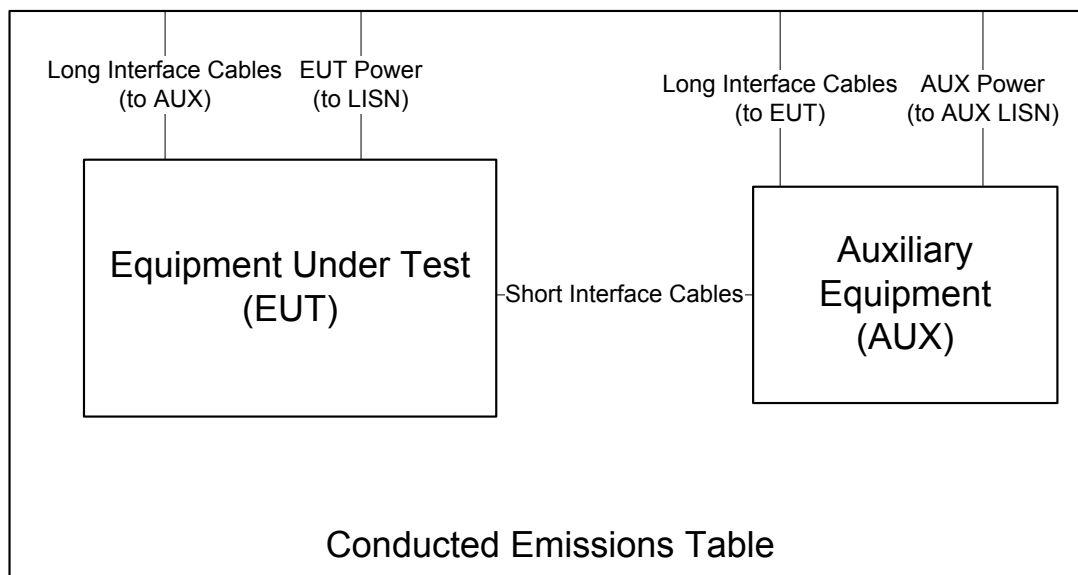 Long Interface Cables
(to AUX)
EUT Power
(to LISN)
Long Interface Cables
(to EUT)
AUX Power
(to AUX LISN)
Equipment Under Test
(EUT)
Short Interface Cables
Auxiliary
Equipment
(AUX)
Conducted Emissions Table